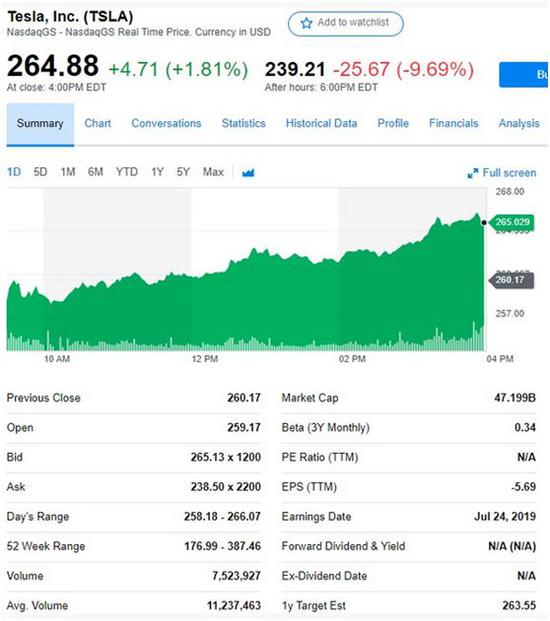 Tesla, Inc. (TSLA)
NasdaqGS - NasdaqGS Real Time Price. Currency in USD
Add to watchlist
264.88 +4.71 (+1.81%) 239.21 -25.67 (-9.69%)
At close: 4:00PM EDT After hours: 6:00PM EDT
Bu
Summary Chart Conversations Statistics Historical Data Profile Financials Analysis
1D 5D 1M 6M YTD 1Y 5Y Max Full screen
268.00
265.029
260.17
257.00
10 AM 12 PM 02 PM 04 PM
Previous Close 260.17 Market Cap 47.199B
Open 259.17 Beta (3Y Monthly) 0.34
Bid 265.13 x 1200 PE Ratio (TTM) N/A
Ask 238.50 x 2200 EPS (TTM) -5.69
Day's Range 258.18 - 266.07 Earnings Date Jul 24, 2019
52 Week Range 176.99 - 387.46 Forward Dividend & Yield N/A (N/A)
Volume 7,523,927 Ex-Dividend Date N/A
Avg. Volume 11,237,463 1y Target Est 263.55